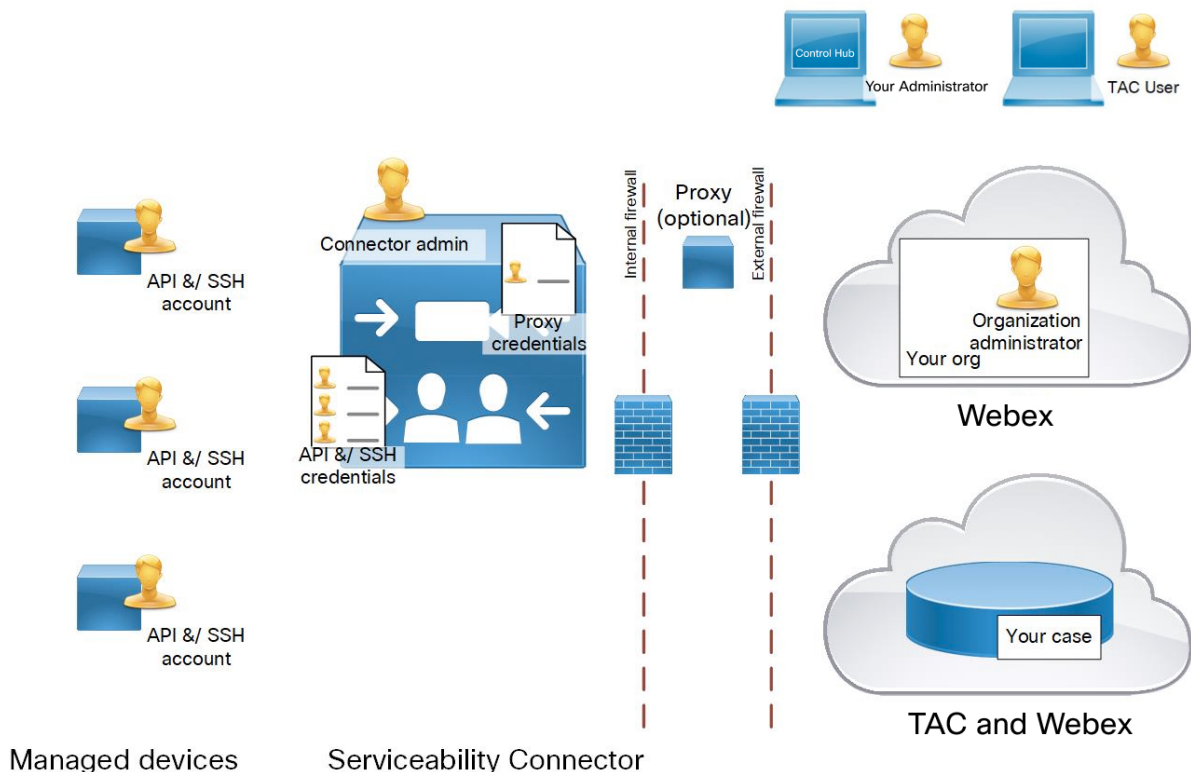 Control Hub
Your Administrator
TAC User
API &/ SSH
account
API &/ SSH
account
API &/ SSH
account
Managed devices
Connector admin
Proxy
credentials
API &/ SSH
credentials
Serviceability Connector
Internal firewall
Proxy
(optional)
External firewall
Organization
administrator
Your org
Webex
Your case
TAC and Webex